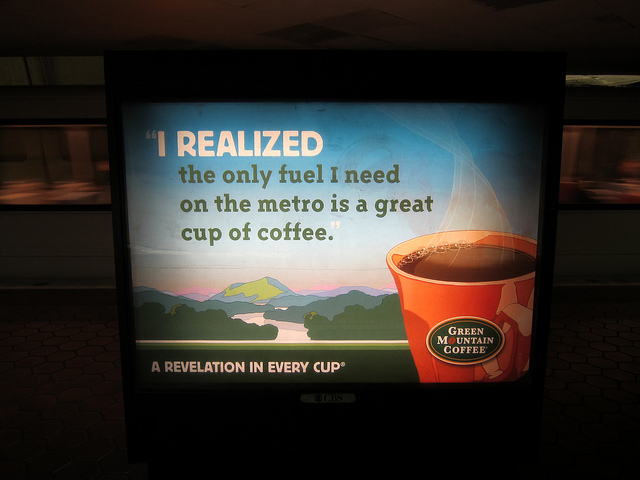 "I REALIZED
the only fuel I need
on the metro is a great
cup of coffee."
GREEN
MOUNTAIN
COFFEE®
A REVELATION IN EVERY CUP®
CBS